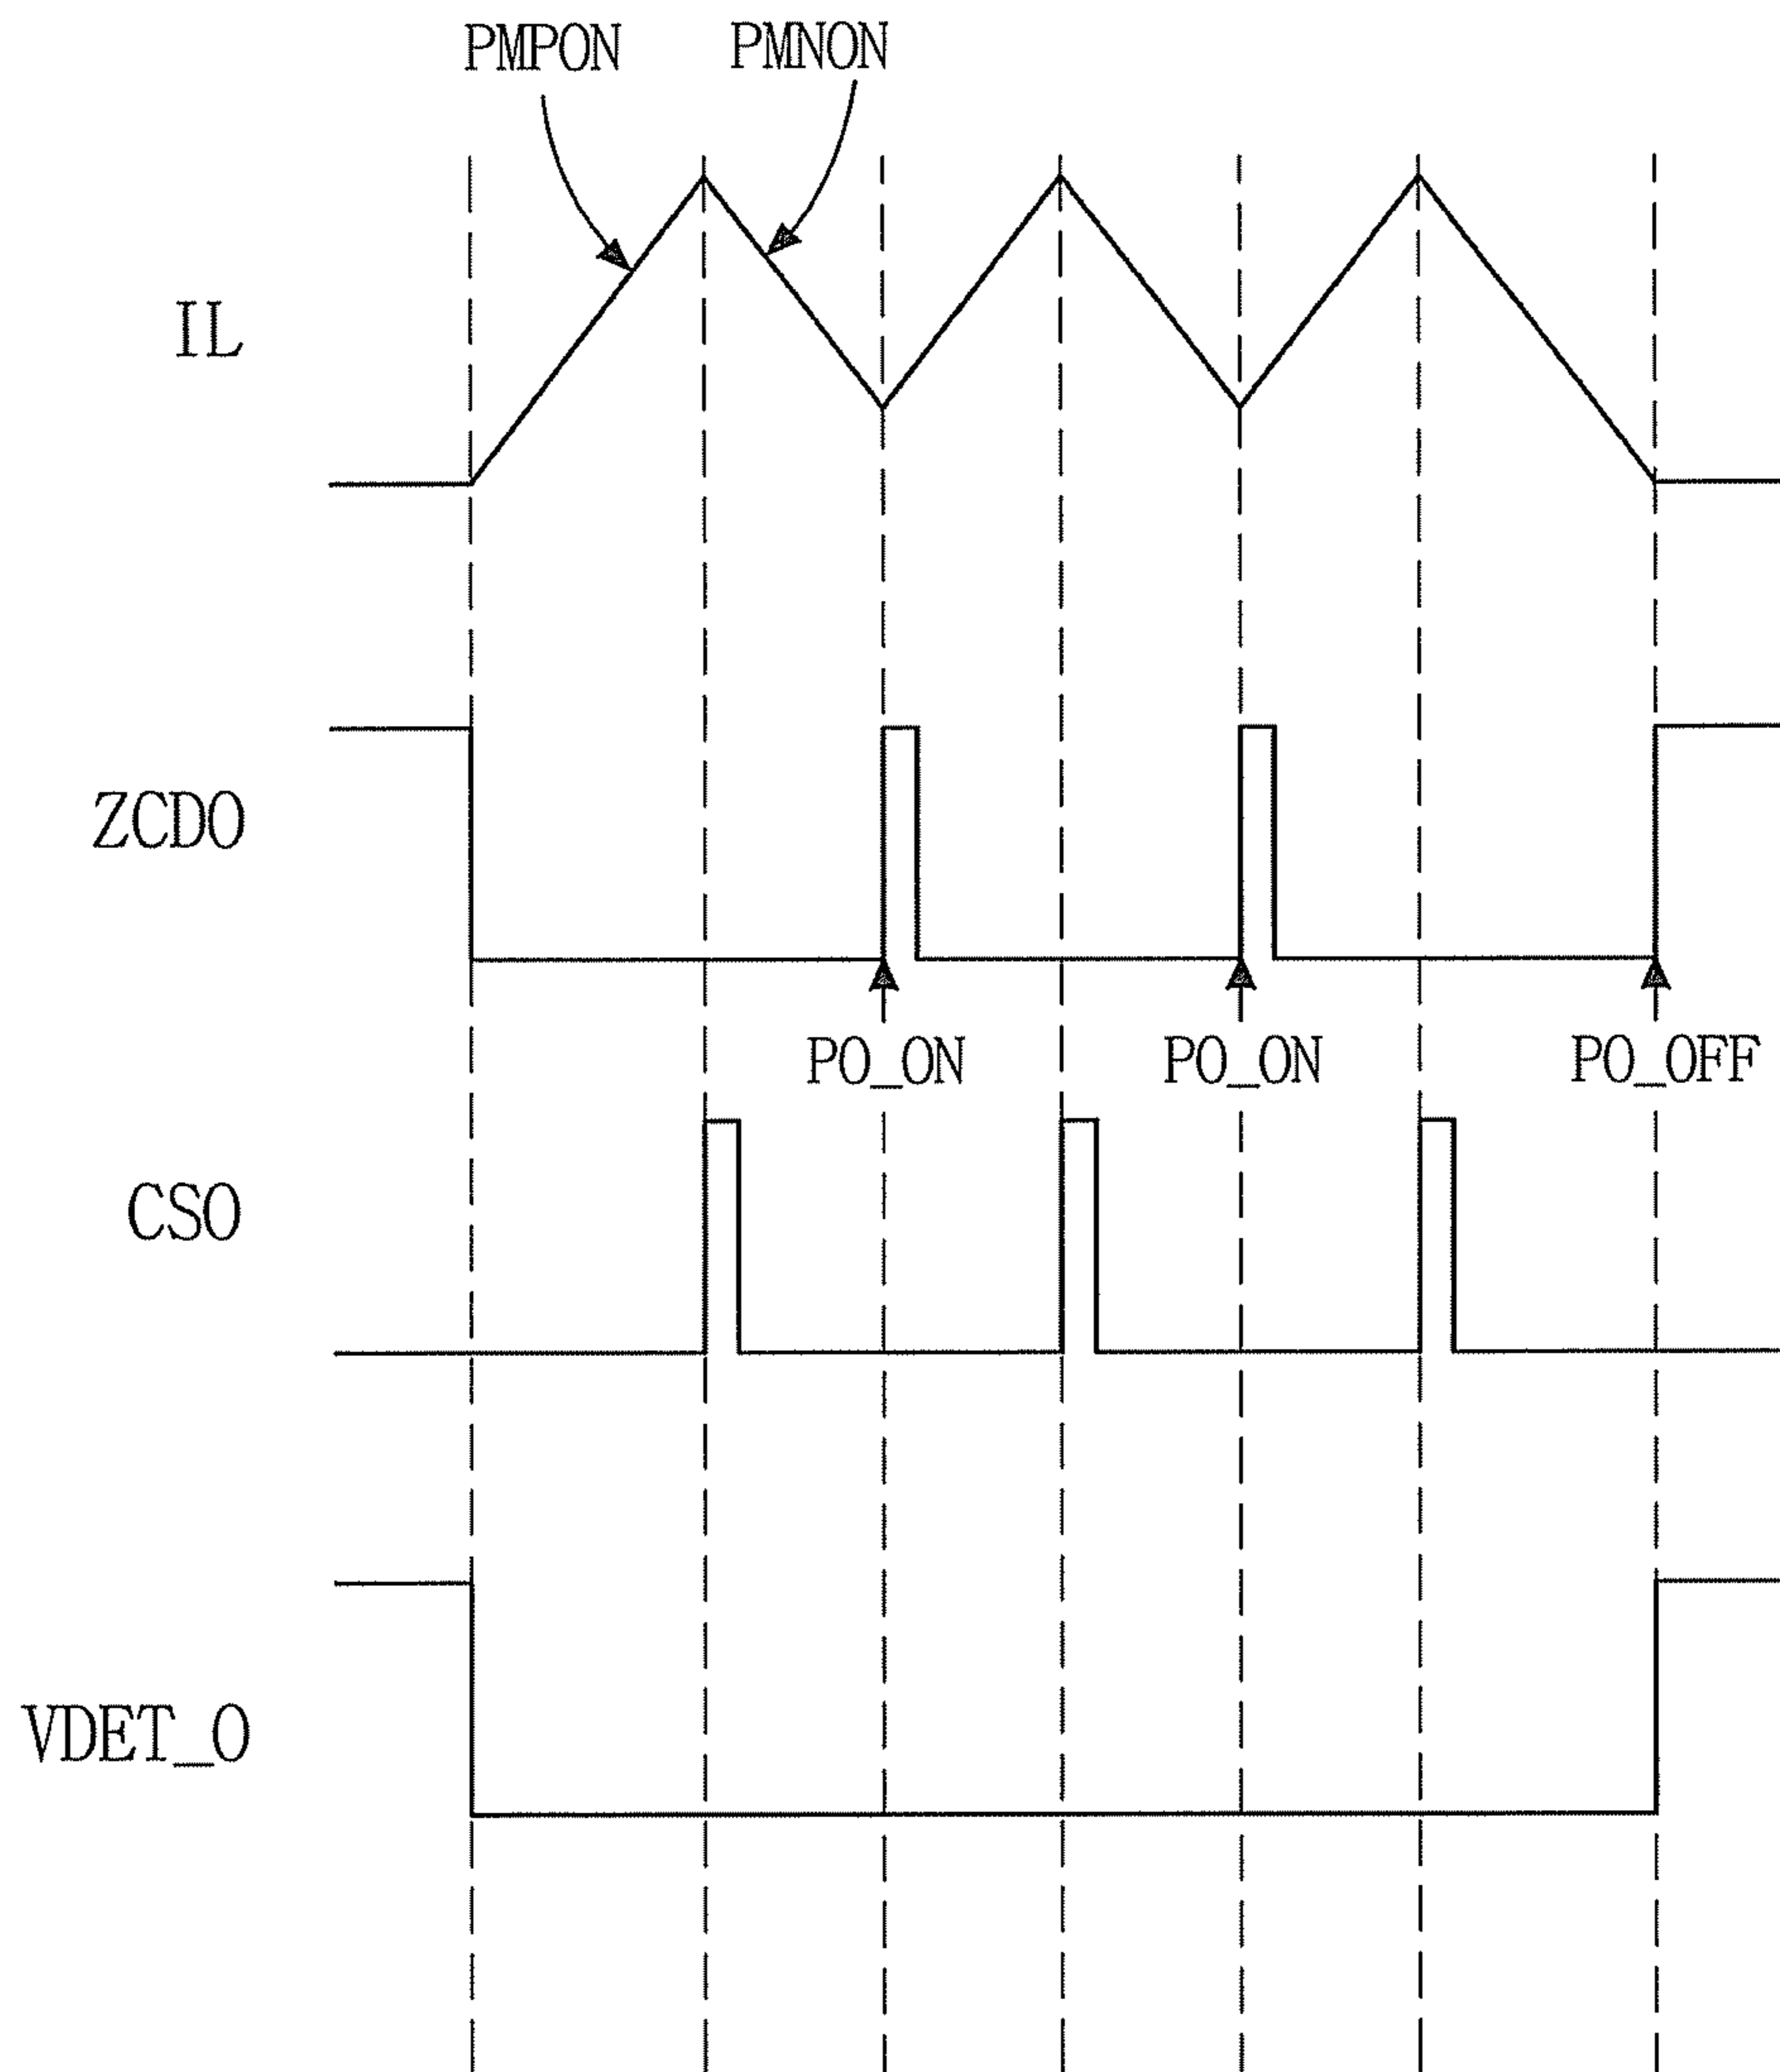 PMPON PMNON
IL
ZCDO
PO_ON PO_ON PO_OFF
CSO
VDET_O